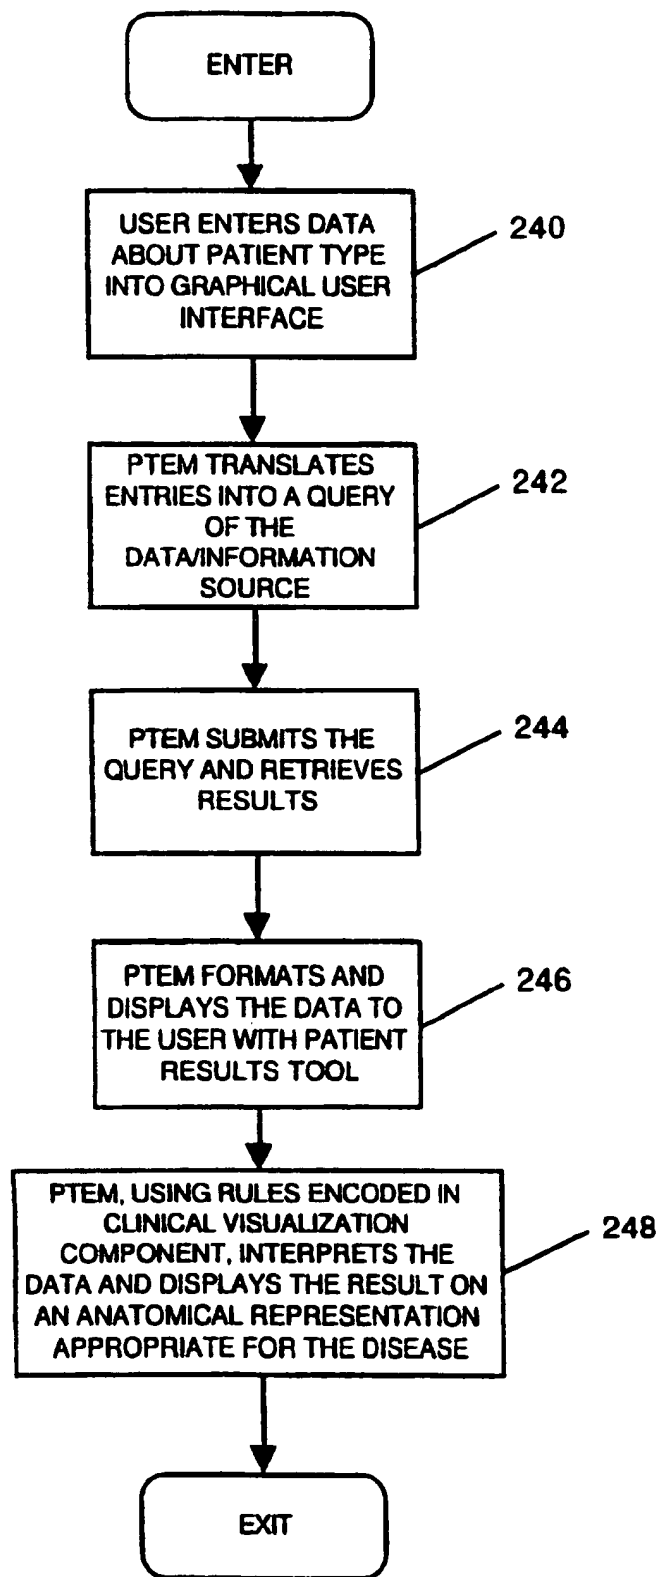 ENTER
USER ENTERS DATA
ABOUT PATIENT TYPE
INTO GRAPHICAL USER
INTERFACE
240
PTEM TRANSLATES
ENTRIES INTO A QUERY
OF THE
DATA/INFORMATION
SOURCE
242
PTEM SUBMITS THE
QUERY AND RETRIEVES
RESULTS
244
PTEM FORMATS AND
DISPLAYS THE DATA TO
THE USER WITH PATIENT
RESULTS TOOL
246
PTEM, USING RULES ENCODED IN
CLINICAL VISUALIZATION
COMPONENT, INTERPRETS THE
DATA AND DISPLAYS THE RESULT ON
AN ANATOMICAL REPRESENTATION
APPROPRIATE FOR THE DISEASE
248
EXIT